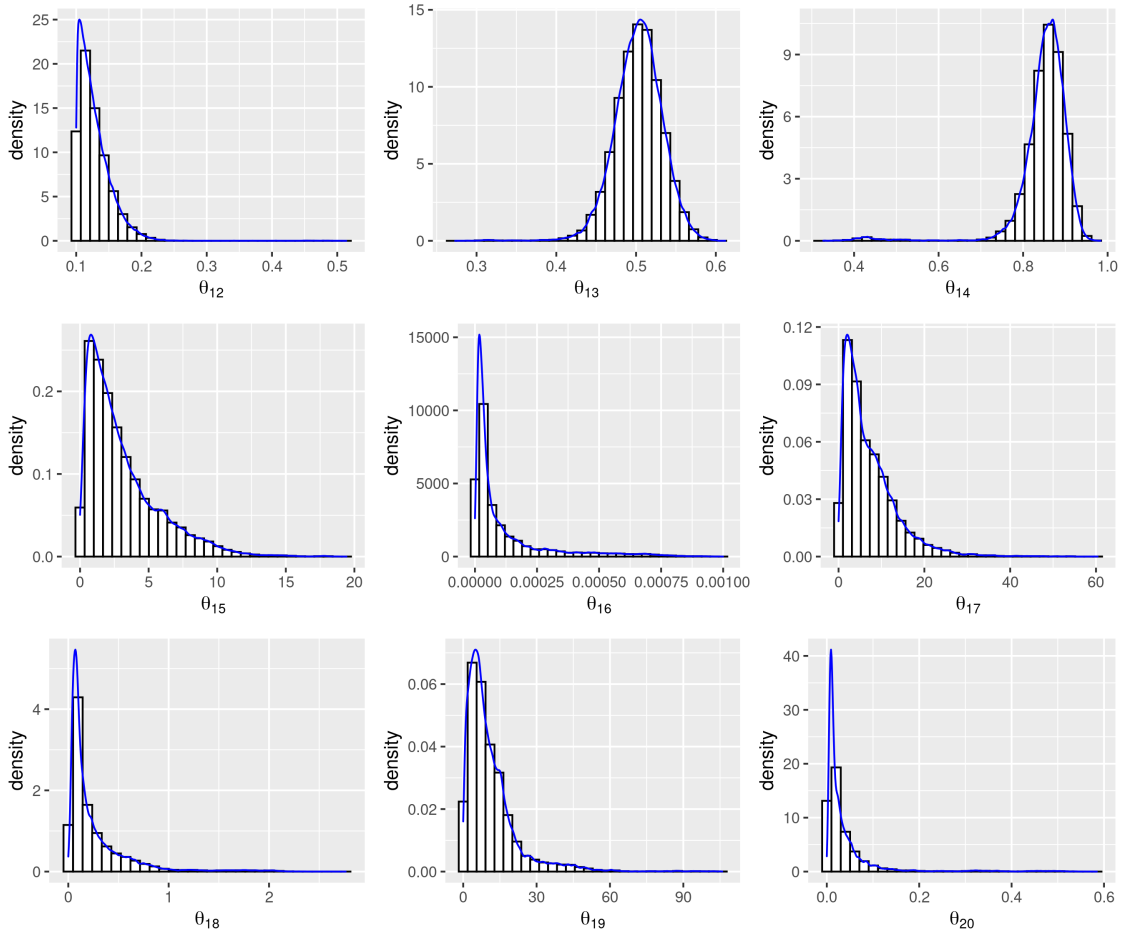 density
25
20
15
10
5
0
0.1 0.2 0.3 0.4 0.5
θ12
density
15
10
5
0
0.3 0.4 0.5 0.6
θ13
density
9
6
3
0
0.4 0.6 0.8 1.0
θ14
density
0.2
0.1
0.0
0 5 10 15 20
θ15
density
15000
10000
5000
0
0.00000 0.00025 0.00050 0.00075 0.00100
θ16
density
0.12
0.09
0.06
0.03
0.00
0 20 40 60
θ17
density
4
2
0
0 1 2
θ18
density
0.06
0.04
0.02
0.00
0 30 60 90
θ19
density
40
30
20
10
0
0.0 0.2 0.4 0.6
θ20